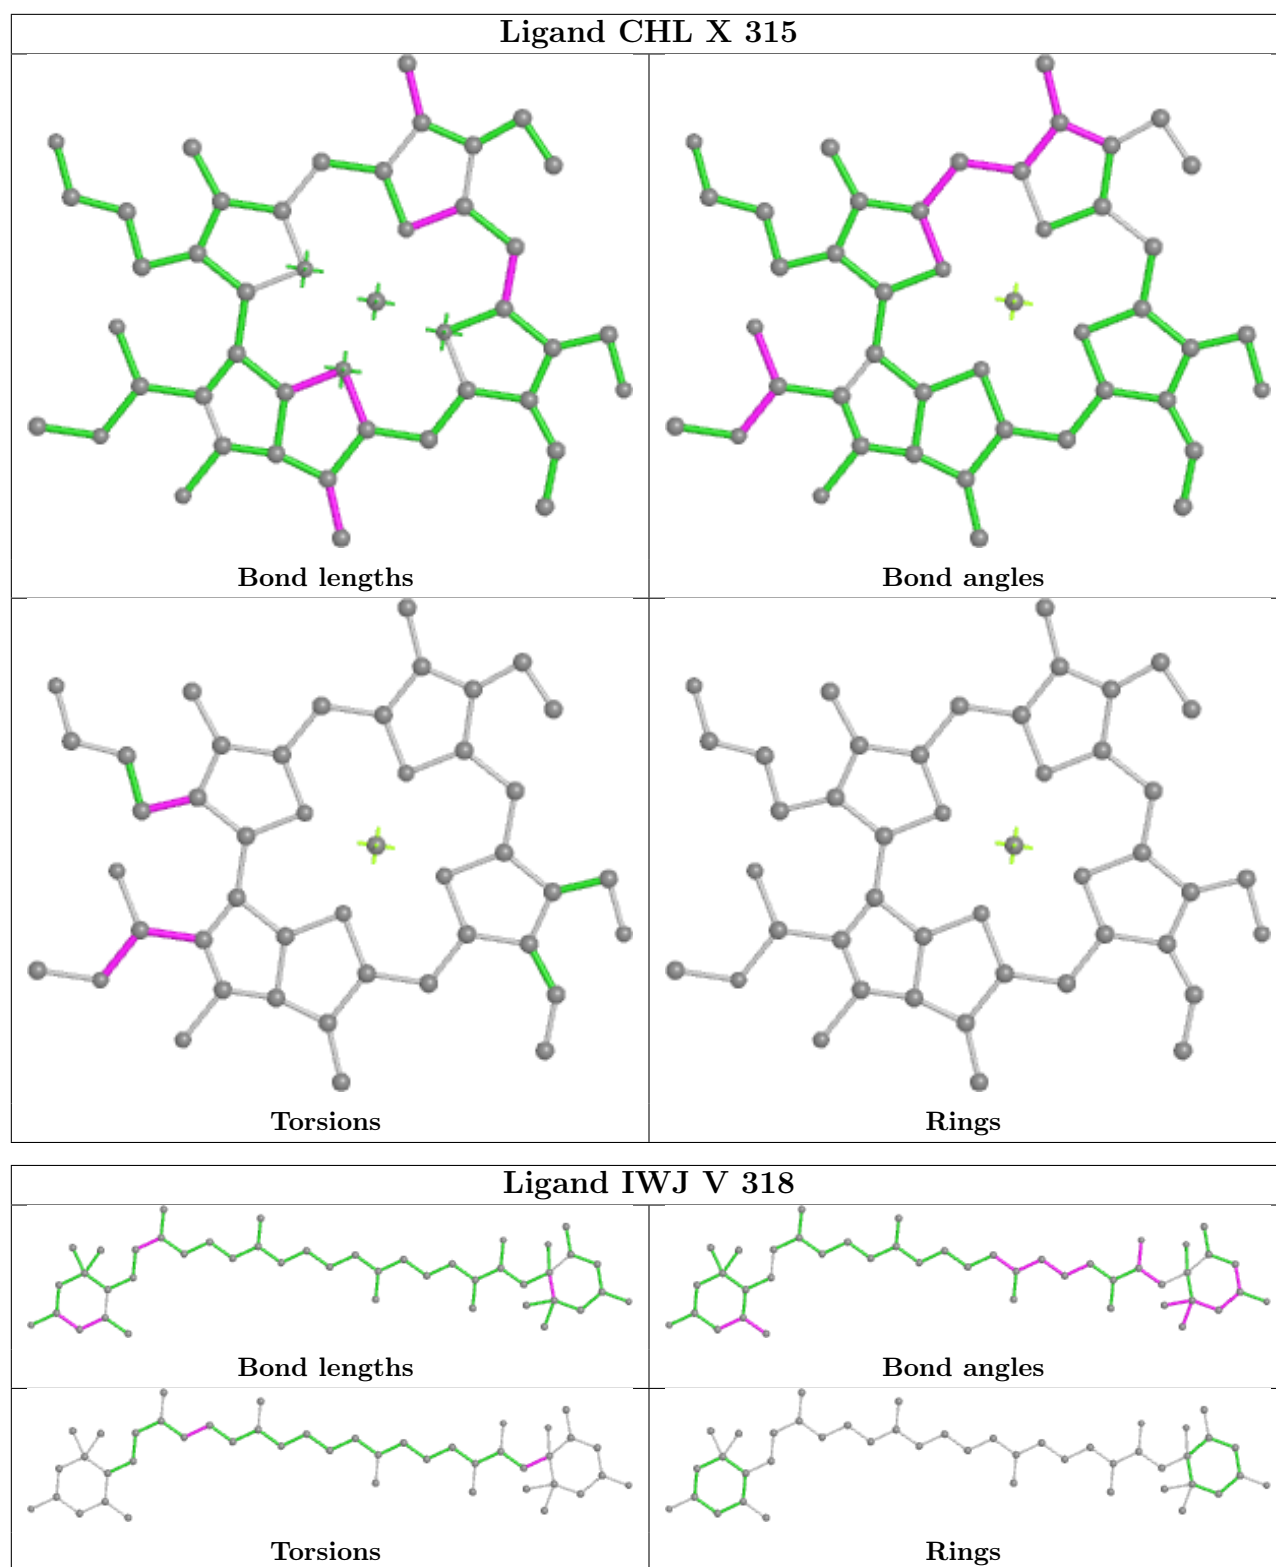 Ligand CHL X 315
Bond lengths
Bond angles
Torsions
Rings
Ligand IWJ V 318
Bond lengths
Bond angles
Torsions
Rings